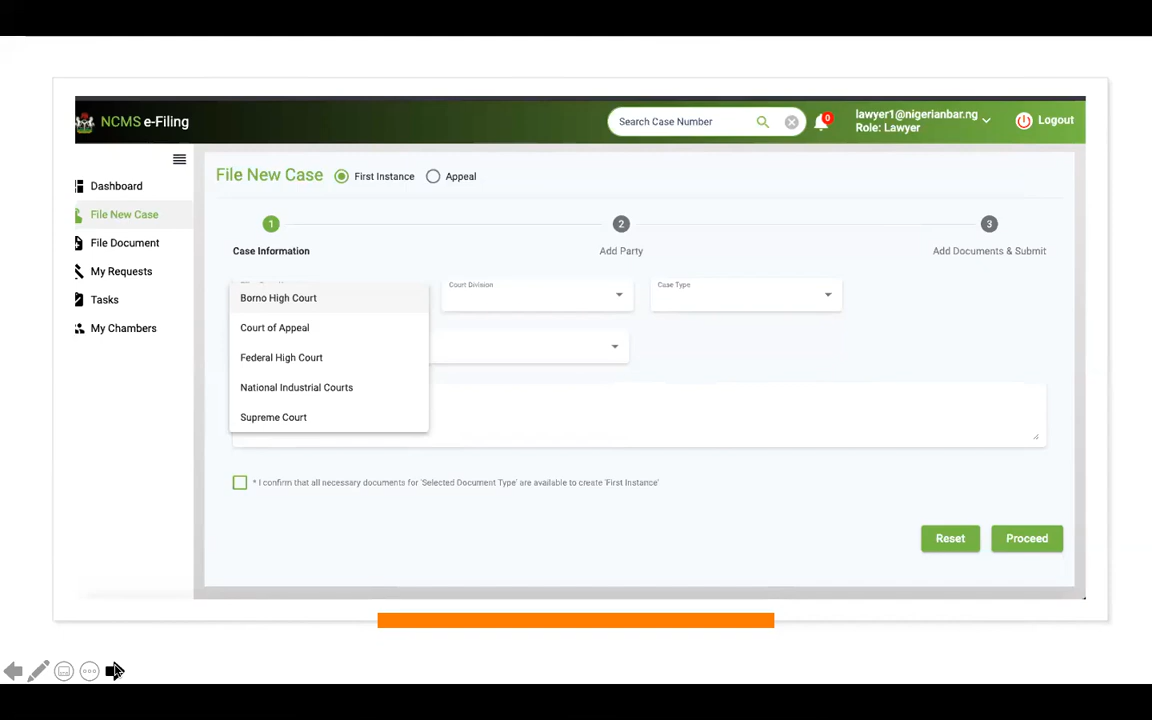 NCMS e-Filing
Search Case Number
0
lawyer1@nigerianbar.ng
Role: Lawyer
Logout
Dashboard
File New Case
File Document
My Requests
Tasks
My Chambers
File New Case
First Instance
Appeal
1
2
3
Case Information
Add Party
Add Documents & Submit
Court Division
Case Type
Borno High Court
Court of Appeal
Federal High Court
National Industrial Courts
Supreme Court
* I confirm that all necessary documents for 'Selected Document Type' are available to create 'First Instance'
Reset
Proceed